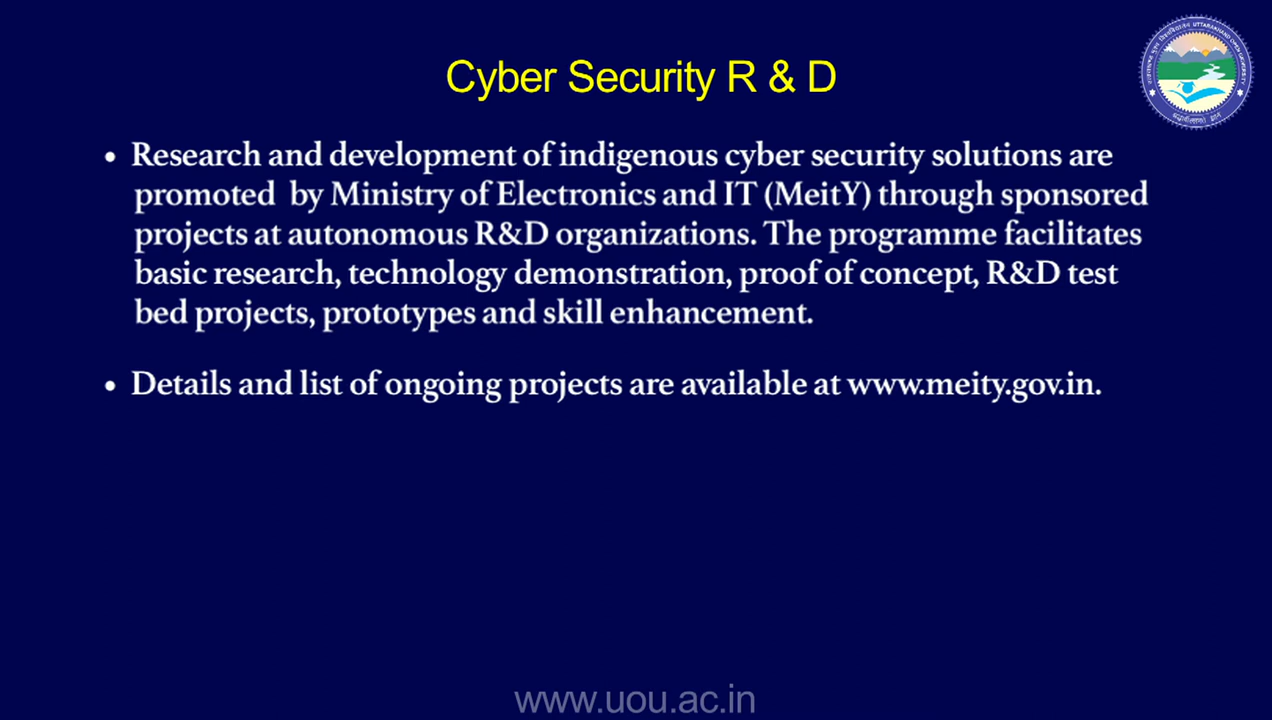 Cyber Security R & D
• Research and development of indigenous cyber security solutions are
promoted by Ministry of Electronics and IT (MeitY) through sponsored
projects at autonomous R&D organizations. The programme facilitates
basic research, technology demonstration, proof of concept, R&D test
bed projects, prototypes and skill enhancement.
• Details and list of ongoing projects are available at www.meity.gov.in.
www.uou.ac.in
UTTARAKHAND OPEN UNIVERSITY